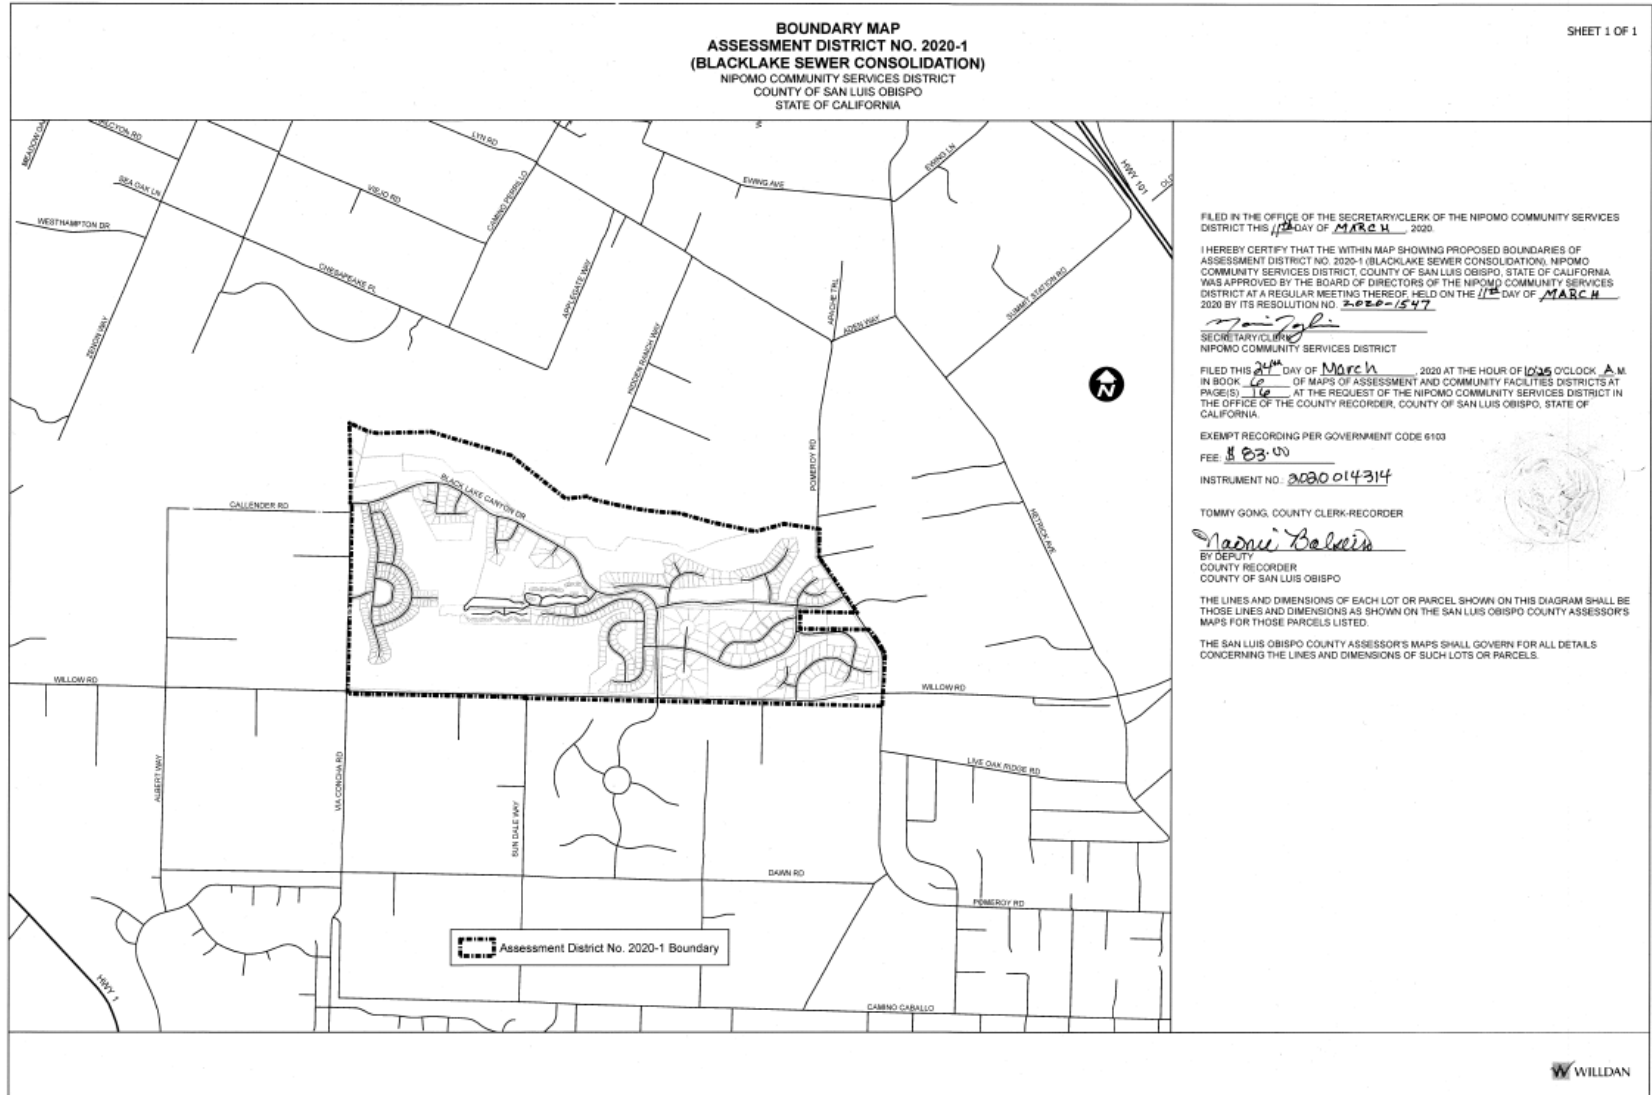 BOUNDARY MAP
ASSESSMENT DISTRICT NO. 2020-1
(BLACKLAKE SEWER CONSOLIDATION)
NIPOMO COMMUNITY SERVICES DISTRICT
COUNTY OF SAN LUIS OBISPO
STATE OF CALIFORNIA
SHEET 1 OF 1
LYN RD
SEA OAK LN
VIEJO RD
CAMINO PERRILLO
WESTHAMPTON DR
CHESAPEAKE PL
ZENON WAY
APPLEGATE WAY
HIDDEN RANCH WAY
EWING AVE
EWING LN
HWY 101
SUMMIT STATION RD
APACHE TRL
ADEN WAY
N
POMEROY RD
HETRICK AVE
BLACK LAKE CANYON DR
CALLENDER RD
WILLOW RD
WILLOW RD
ALBERT WAY
VIA CONCHA RD
SUN DALE WAY
LIVE OAK RIDGE RD
DAWN RD
POMEROY RD
HWY 1
CAMINO CABALLO
Assessment District No. 2020-1 Boundary
FILED IN THE OFFICE OF THE SECRETARY/CLERK OF THE NIPOMO COMMUNITY SERVICES
DISTRICT THIS 11th DAY OF MARCH, 2020.
I HEREBY CERTIFY THAT THE WITHIN MAP SHOWING PROPOSED BOUNDARIES OF
ASSESSMENT DISTRICT NO. 2020-1 (BLACKLAKE SEWER CONSOLIDATION), NIPOMO
COMMUNITY SERVICES DISTRICT, COUNTY OF SAN LUIS OBISPO, STATE OF CALIFORNIA
WAS APPROVED BY THE BOARD OF DIRECTORS OF THE NIPOMO COMMUNITY SERVICES
DISTRICT AT A REGULAR MEETING THEREOF, HELD ON THE 11th DAY OF MARCH
2020 BY ITS RESOLUTION NO. 2020-1547
SECRETARY/CLERK
NIPOMO COMMUNITY SERVICES DISTRICT
FILED THIS 24th DAY OF March, 2020 AT THE HOUR OF 10:25 O'CLOCK A.M.
IN BOOK 6 OF MAPS OF ASSESSMENT AND COMMUNITY FACILITIES DISTRICTS AT
PAGE(S) 16 AT THE REQUEST OF THE NIPOMO COMMUNITY SERVICES DISTRICT IN
THE OFFICE OF THE COUNTY RECORDER, COUNTY OF SAN LUIS OBISPO, STATE OF
CALIFORNIA.
EXEMPT RECORDING PER GOVERNMENT CODE 6103
FEE: $ 83.00
INSTRUMENT NO.: 2020014314
TOMMY GONG, COUNTY CLERK-RECORDER
BY DEPUTY
COUNTY RECORDER
COUNTY OF SAN LUIS OBISPO
THE LINES AND DIMENSIONS OF EACH LOT OR PARCEL SHOWN ON THIS DIAGRAM SHALL BE
THOSE LINES AND DIMENSIONS AS SHOWN ON THE SAN LUIS OBISPO COUNTY ASSESSOR'S
MAPS FOR THOSE PARCELS LISTED.
THE SAN LUIS OBISPO COUNTY ASSESSOR'S MAPS SHALL GOVERN FOR ALL DETAILS
CONCERNING THE LINES AND DIMENSIONS OF SUCH LOTS OR PARCELS.
WILLDAN